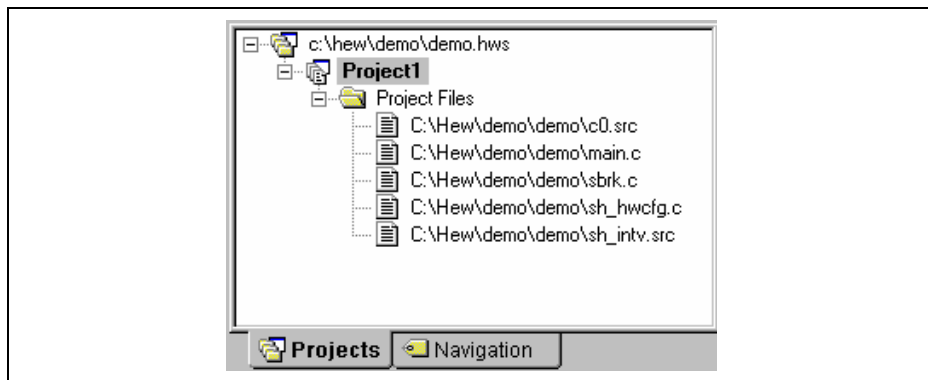 c:\hew\demo\demo.hws
Project1
Project Files
C:\Hew\demo\demo\c0.src
C:\Hew\demo\demo\main.c
C:\Hew\demo\demo\sbrk.c
C:\Hew\demo\demo\sh_hwcfg.c
C:\Hew\demo\demo\sh_intv.src
Projects Navigation